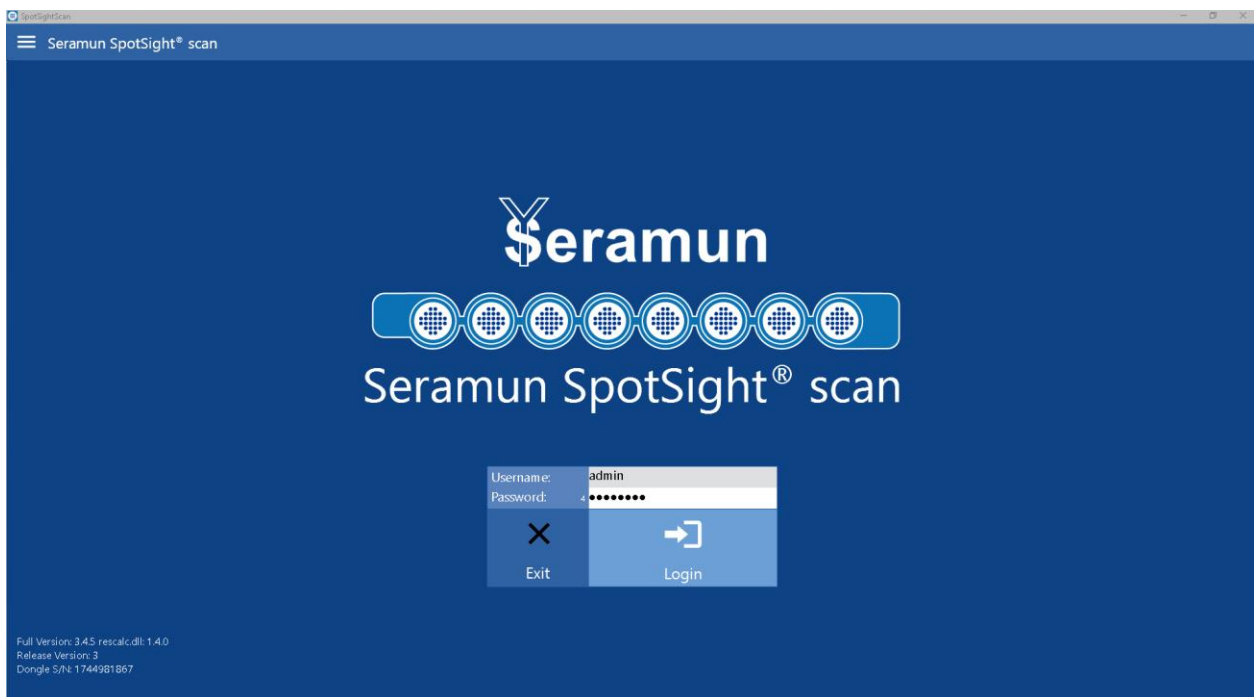 SpotSightScan
Seramun SpotSight® scan
Seramun
Seramun SpotSight® scan
Username: admin
Password: 4 ●●●●●●●●
Exit Login
Full Version: 3.4.5 rescalc.dll: 1.4.0
Release Version: 3
Dongle S/N: 1744981867